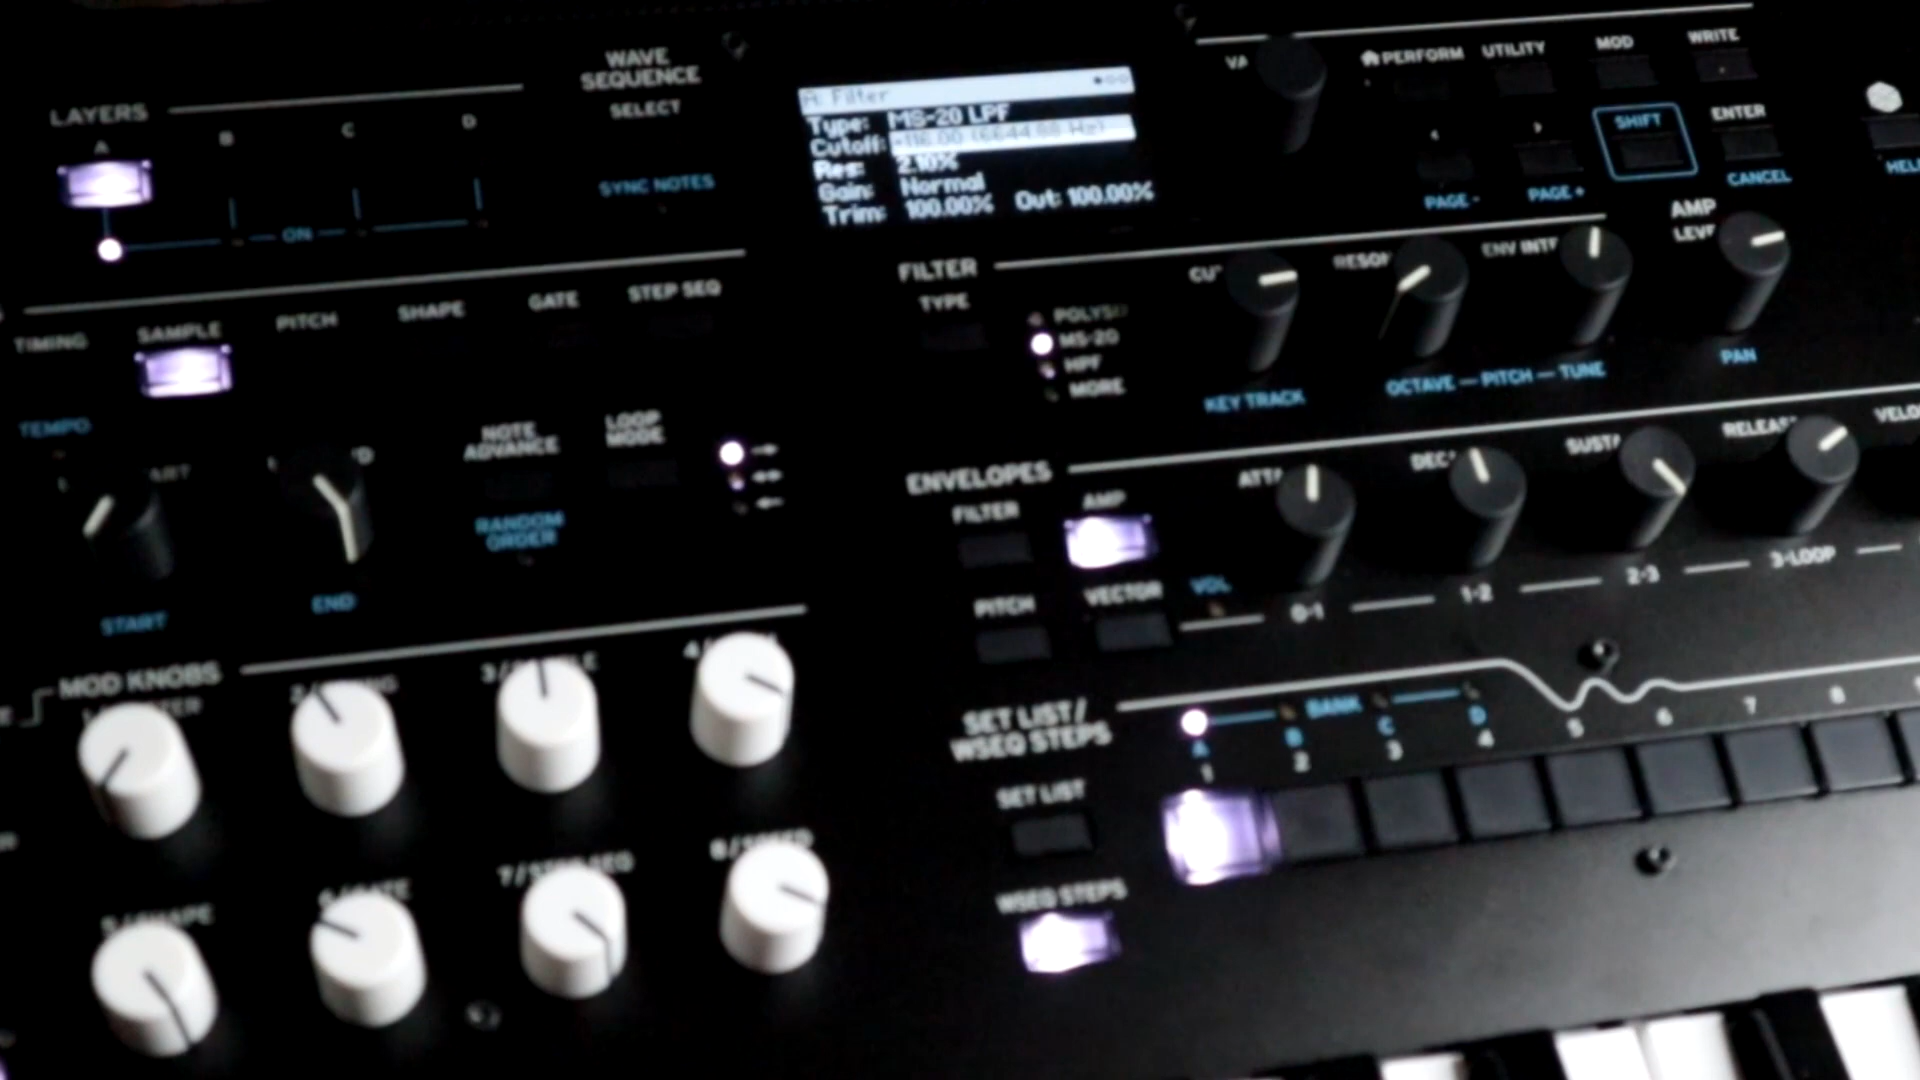 WAVE
SEQUENCE
SELECT
SYNC NOTES
LAYERS
A
B
C
D
ON
A: Filter
Type: MS-20 LPF
Cutoff:
Res: 2.10%
Gain: Normal
Trim: 100.00% Out: 100.00%
PERFORM
UTILITY
MOD
WRITE
SHIFT
ENTER
PAGE -
PAGE +
CANCEL
TIMING
SAMPLE
PITCH
SHAPE
GATE
STEP SEQ
TEMPO
NOTE
ADVANCE
LOOP
MODE
RANDOM
ORDER
START
END
FILTER
TYPE
MS-20
HPF
MORE
AMP
KEY TRACK
OCTAVE — PITCH — TUNE
PAN
ENVELOPES
FILTER
AMP
PITCH
VECTOR
VOL
0-1
1-2
2-3
3-LOOP
MOD KNOBS
SET LIST/
WSEQ STEPS
BANK
A
B
C
D
1
2
3
4
5
6
7
8
SET LIST
WSEQ STEPS